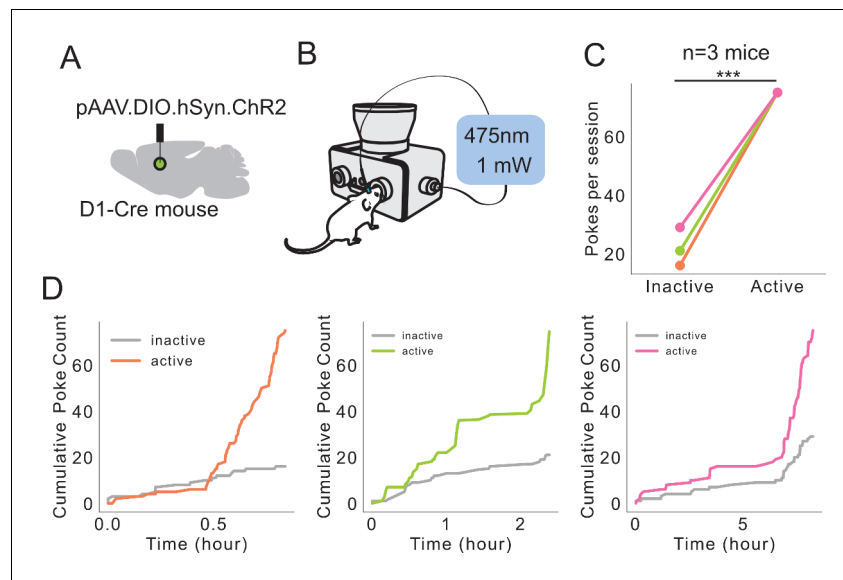 A
pAAV.DIO.hSyn.ChR2
D1-Cre mouse
B
475nm
1 mW
C
n=3 mice
***
Pokes per session
60
40
20
Inactive
Active
D
Cumulative Poke Count
60
40
20
0
inactive
active
0.0
0.5
Time (hour)
Cumulative Poke Count
60
40
20
0
inactive
active
0
1
2
Time (hour)
Cumulative Poke Count
60
40
20
0
inactive
active
5
Time (hour)
0